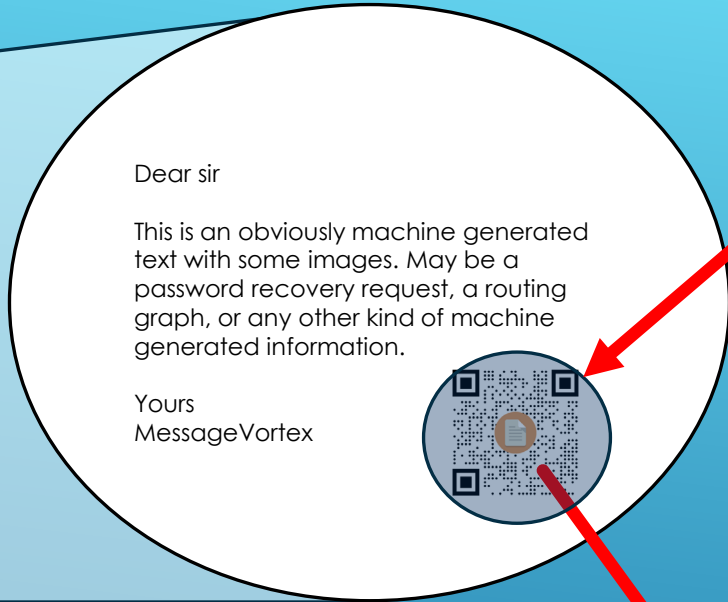 Dear sir
This is an obviously machine generated
text with some images. May be a
password recovery request, a routing
graph, or any other kind of machine
generated information.
Yours
MessageVortex